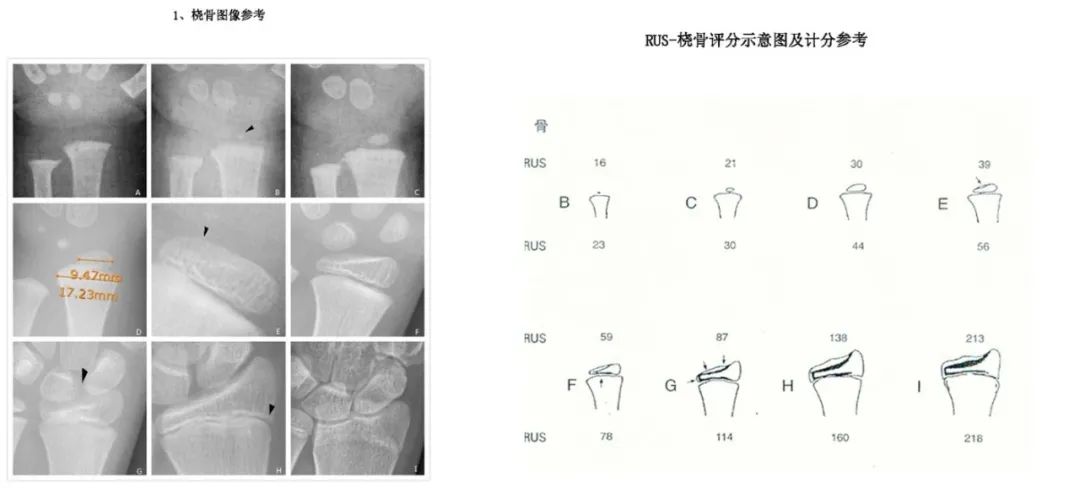 1、桡骨图像参考
A
B
C
9.47mm
17.23mm
D
E
F
G
H
I
RUS-桡骨评分示意图及计分参考
骨
RUS 16 21 30 39
B C D E
RUS 23 30 44 56
RUS 59 87 138 213
F G H I
RUS 78 114 160 218